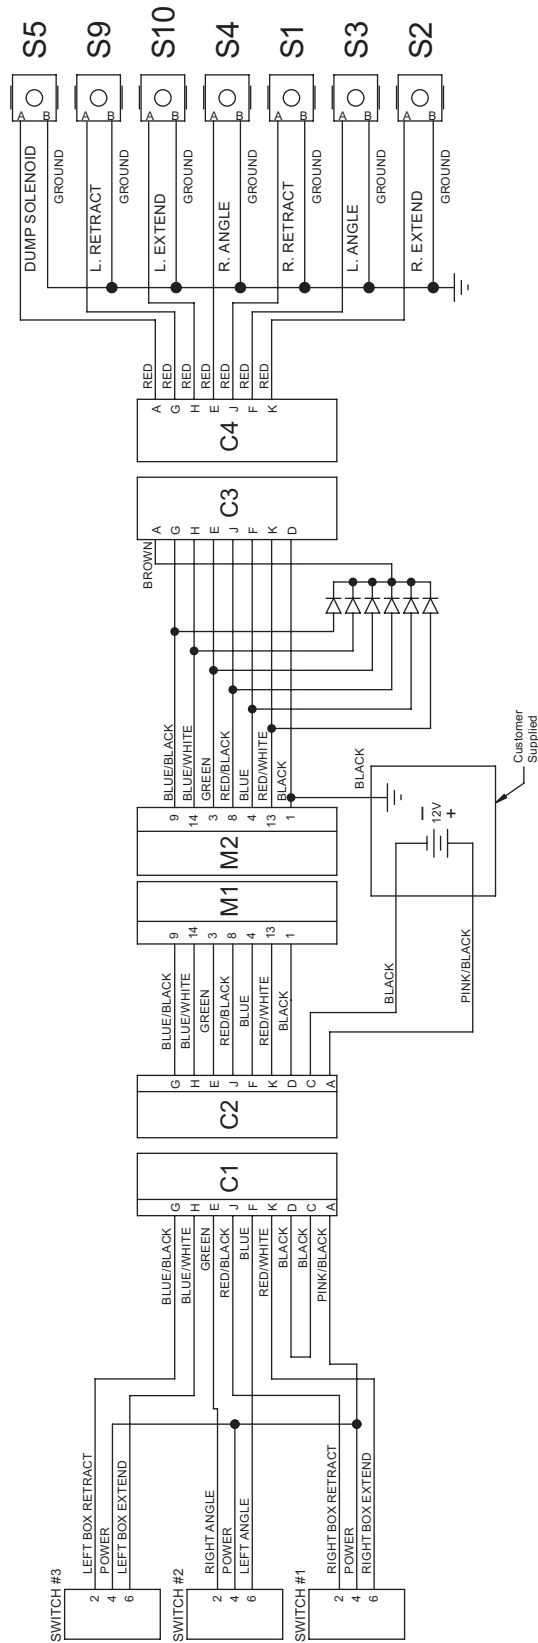 S5
S9
S10
S4
S1
S3
S2
A
B
A
B
A
B
A
B
A
B
A
B
A
B
DUMP SOLENOID
GROUND
L. RETRACT
GROUND
L. EXTEND
GROUND
R. ANGLE
GROUND
R. RETRACT
GROUND
L. ANGLE
GROUND
R. EXTEND
GROUND
RED
RED
RED
RED
RED
RED
RED
A
G
H
E
J
F
K
C4
C3
A
G
H
E
J
F
K
D
BROWN
BLUE/BLACK
BLUE/WHITE
GREEN
RED/BLACK
BLUE
RED/WHITE
BLACK
BLACK
9
14
3
8
4
13
1
M2
M1
9
14
3
8
4
13
1
Customer
Supplied
12V
–
+
BLACK
PINK/BLACK
BLUE/BLACK
BLUE/WHITE
GREEN
RED/BLACK
BLUE
RED/WHITE
BLACK
G
H
E
J
F
K
D
C
A
C2
C1
G
H
E
J
F
K
D
C
A
BLUE/BLACK
BLUE/WHITE
GREEN
RED/BLACK
BLUE
RED/WHITE
BLACK
BLACK
PINK/BLACK
SWITCH #3
2
4
6
LEFT BOX RETRACT
POWER
LEFT BOX EXTEND
SWITCH #2
2
4
6
RIGHT ANGLE
POWER
LEFT ANGLE
SWITCH #1
2
4
6
RIGHT BOX RETRACT
POWER
RIGHT BOX EXTEND